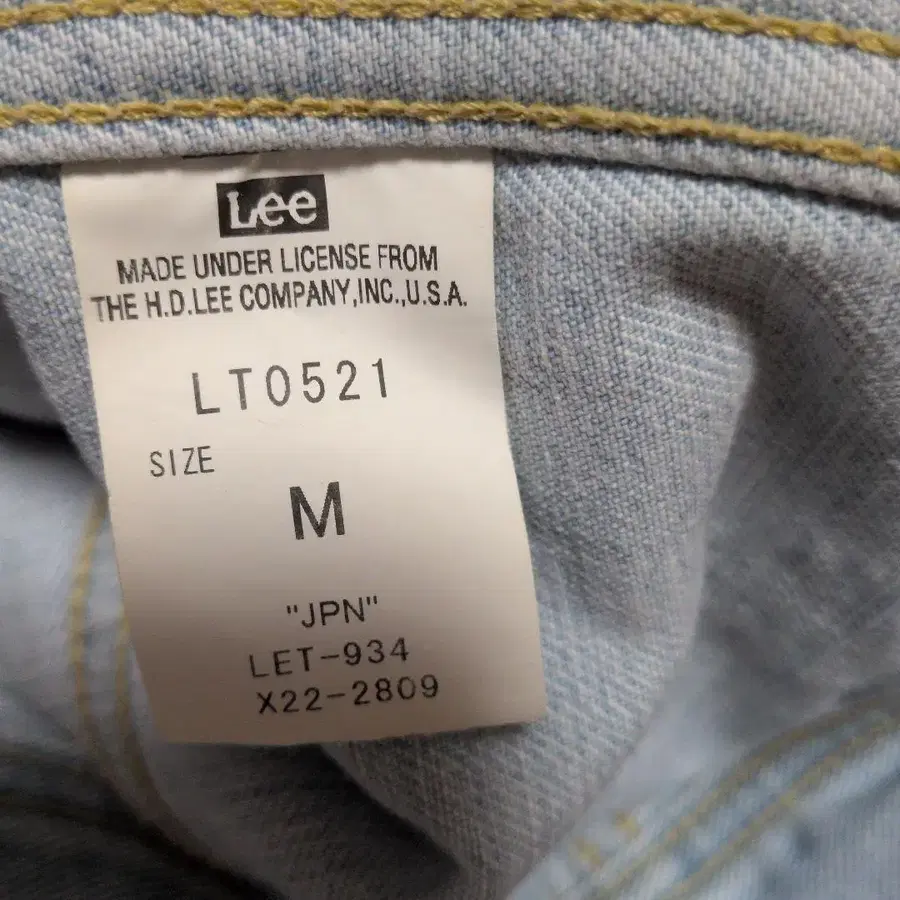 Lee
MADE UNDER LICENSE FROM
THE H.D.LEE COMPANY,INC.,U.S.A.
LT0521
SIZE
M
"JPN"
LET-934
X22-2809